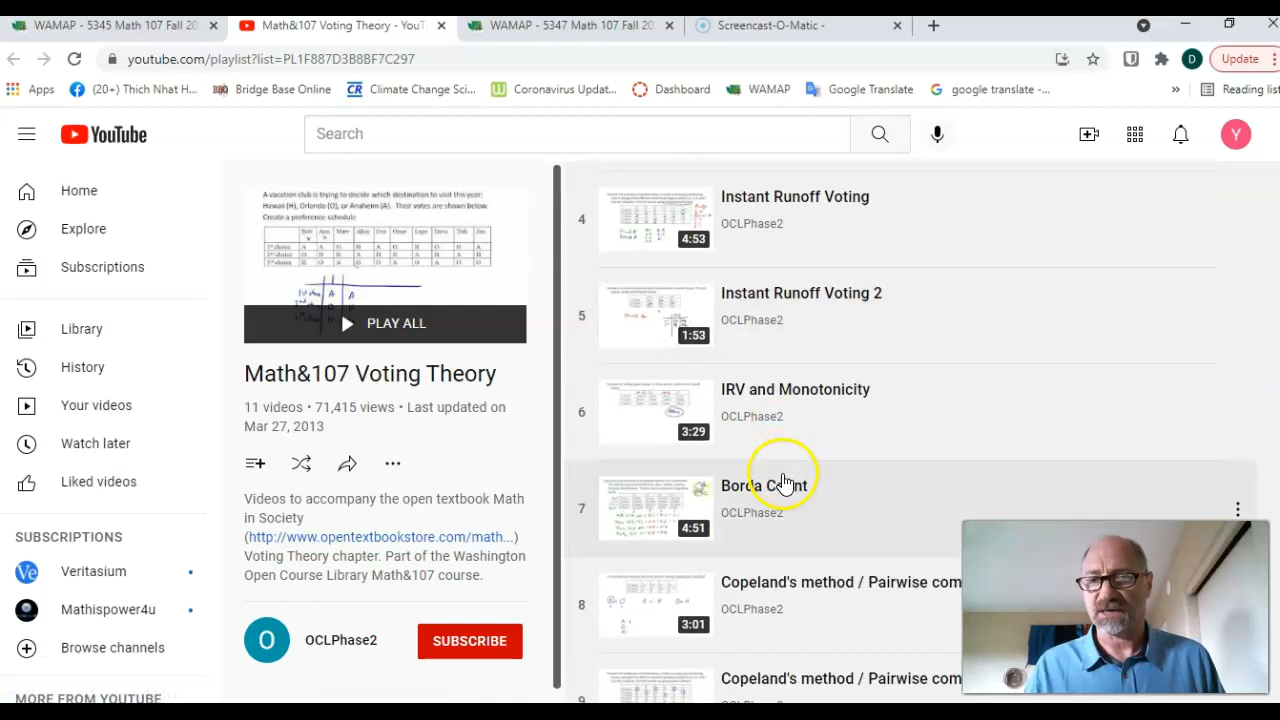 WAMAP - 5345 Math 107 Fall 20
Math&107 Voting Theory - YouT
WAMAP - 5347 Math 107 Fall 20
Screencast-O-Matic -
youtube.com/playlist?list=PL1F887D3B8BF7C297
D
Update
Apps
(20+) Thich Nhat H...
BBO
Bridge Base Online
CR
Climate Change Sci...
Coronavirus Updat...
Dashboard
WAMAP
Google Translate
google translate -...
»
Reading list
YouTube
Search
Y
Home
Explore
Subscriptions
Library
History
Your videos
Watch later
Liked videos
SUBSCRIPTIONS
Veritasium
Mathispower4u
Browse channels
MORE FROM YOUTUBE
A vacation club is trying to decide which destination to visit this year:
Hawaii (H), Orlando (O), or Anaheim (A). Their votes are shown below.
Create a preference schedule
PLAY ALL
Math&107 Voting Theory
11 videos • 71,415 views • Last updated on
Mar 27, 2013
Videos to accompany the open textbook Math
in Society
(http://www.opentextbookstore.com/math...)
Voting Theory chapter. Part of the Washington
Open Course Library Math&107 course.
O
OCLPhase2
SUBSCRIBE
4
4:53
Instant Runoff Voting
OCLPhase2
5
1:53
Instant Runoff Voting 2
OCLPhase2
6
3:29
IRV and Monotonicity
OCLPhase2
7
4:51
Borda Count
OCLPhase2
8
3:01
Copeland's method / Pairwise com
OCLPhase2
9
Copeland's method / Pairwise com